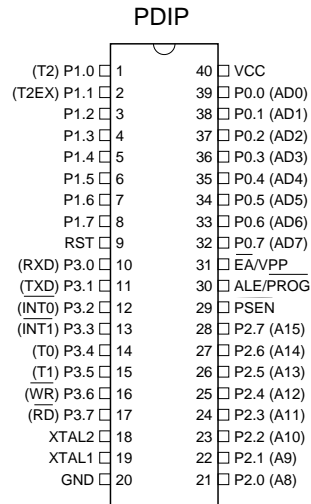 PDIP
(T2) P1.0 1 40 VCC
(T2EX) P1.1 2 39 P0.0 (AD0)
P1.2 3 38 P0.1 (AD1)
P1.3 4 37 P0.2 (AD2)
P1.4 5 36 P0.3 (AD3)
P1.5 6 35 P0.4 (AD4)
P1.6 7 34 P0.5 (AD5)
P1.7 8 33 P0.6 (AD6)
RST 9 32 P0.7 (AD7)
(RXD) P3.0 10 31 EA/VPP
(TXD) P3.1 11 30 ALE/PROG
(INT0) P3.2 12 29 PSEN
(INT1) P3.3 13 28 P2.7 (A15)
(T0) P3.4 14 27 P2.6 (A14)
(T1) P3.5 15 26 P2.5 (A13)
(WR) P3.6 16 25 P2.4 (A12)
(RD) P3.7 17 24 P2.3 (A11)
XTAL2 18 23 P2.2 (A10)
XTAL1 19 22 P2.1 (A9)
GND 20 21 P2.0 (A8)